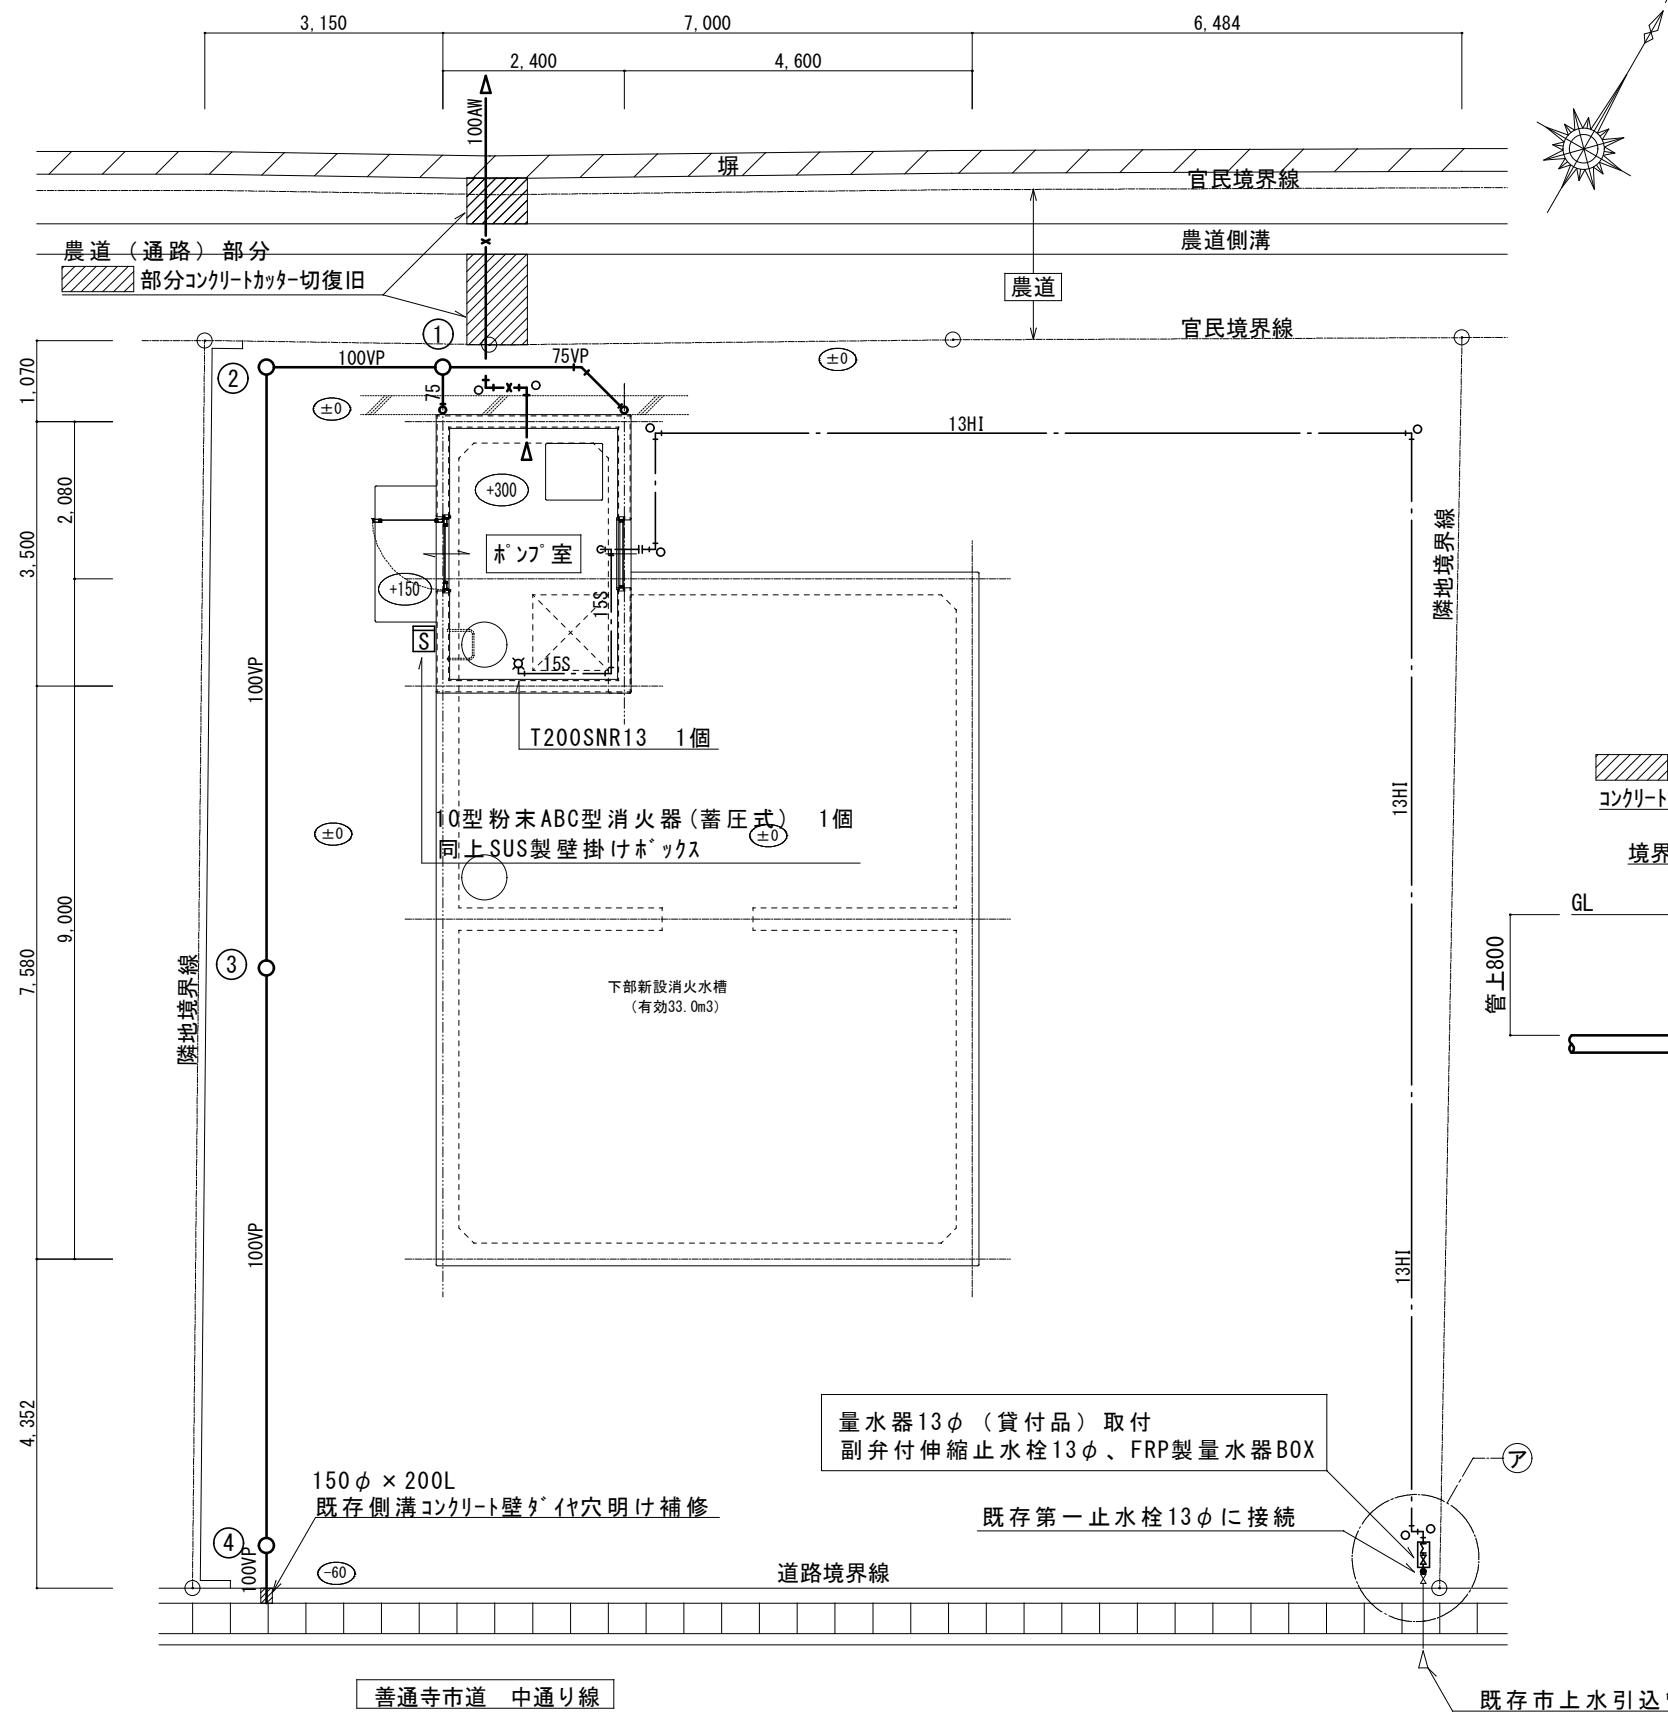 3,150
7,000
6,484
2,400
4,600
100AW
塀
官民境界線
農道側溝
農道（通路）部分
部分コンクリートカッター切復旧
農道
官民境界線
①
100VP
75VP
±0
②
75
±0
13HI
1,070
3,500
2,080
+300
ポンプ室
+150
15S
S
15S
隣地境界線
100VP
T200SNR13　1個
10型粉末ABC型消火器(蓄圧式)　1個
同上SUS製壁掛けボックス
±0
±0
13HI
コンクリート
境界
GL
管上800
7,580
9,000
③
隣地境界線
下部新設消火水槽
(有効33.0m3)
100VP
13HI
4,352
量水器13φ（貸付品）取付
副弁付伸縮止水栓13φ、FRP製量水器BOX
ア
150φ×200L
既存側溝コンクリート壁ダイヤ穴明け補修
既存第一止水栓13φに接続
④
100VP
-60
道路境界線
善通寺市道　中通り線
既存市上水引込